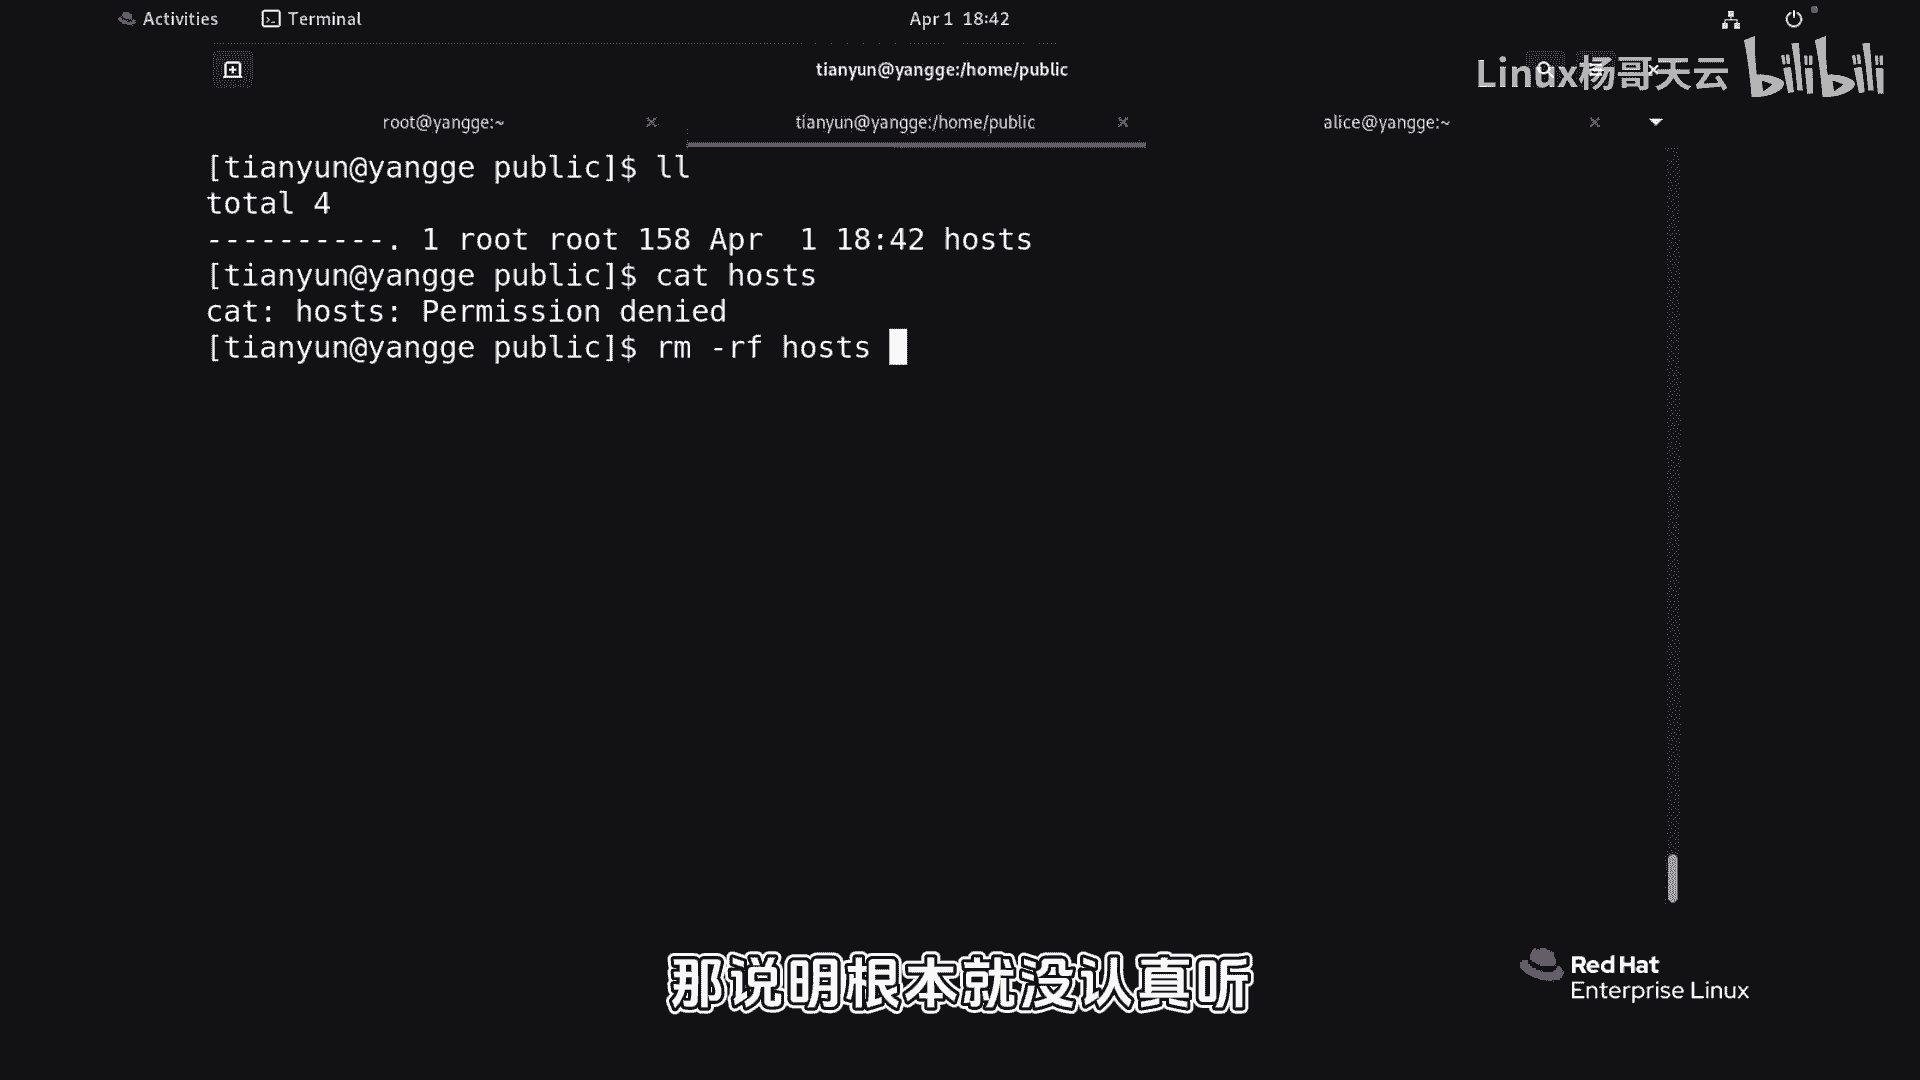 Activities Terminal Apr 1 18:42
tianyun@yangge:/home/public
Linux杨哥天云 bilibili
root@yangge:~ tianyun@yangge:/home/public alice@yangge:~
[tianyun@yangge public]$ ll
total 4
----------. 1 root root 158 Apr  1 18:42 hosts
[tianyun@yangge public]$ cat hosts
cat: hosts: Permission denied
[tianyun@yangge public]$ rm -rf hosts
那说明根本就没认真听
Red Hat
Enterprise Linux